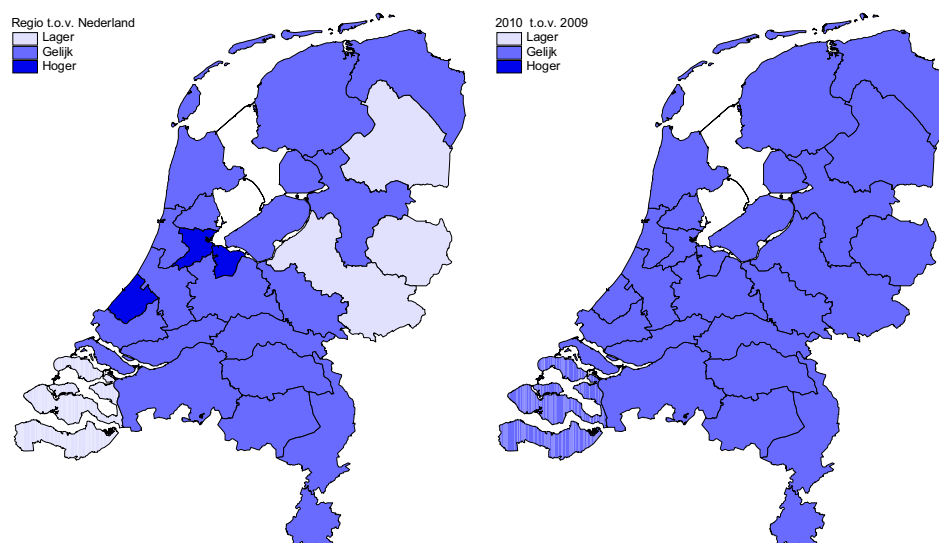 Regio t.o.v. Nederland
Lager
Gelijk
Hoger
2010 t.o.v. 2009
Lager
Gelijk
Hoger